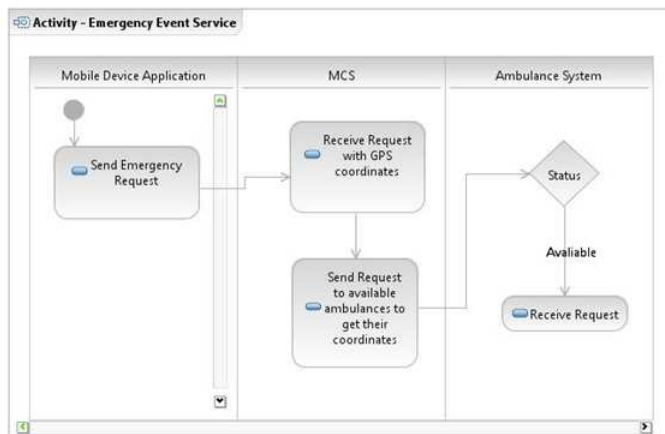 Activity - Emergency Event Service
Mobile Device Application
MCS
Ambulance System
Send Emergency
Request
Receive Request
with GPS
coordinates
Send Request
to available
ambulances to
get their
coordinates
Status
Avaliable
Receive Request